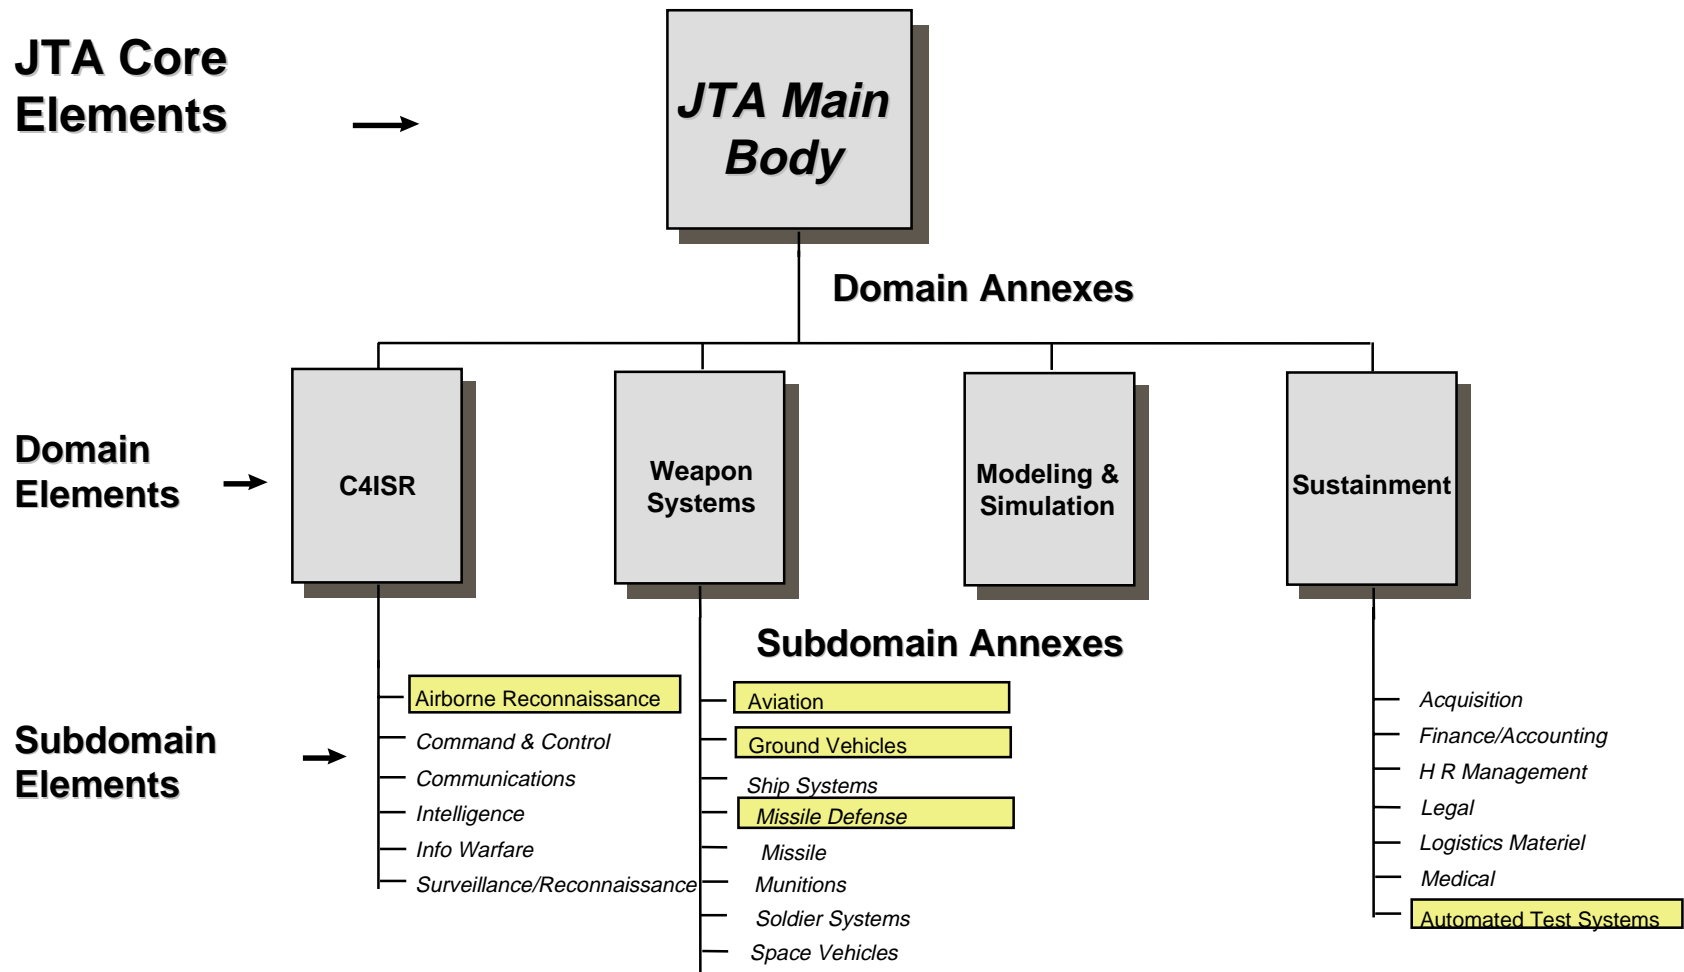 JTA Core
Elements
JTA Main
Body
Domain Annexes
Domain
Elements
C4ISR
Weapon
Systems
Modeling &
Simulation
Sustainment
Subdomain Annexes
Subdomain
Elements
Airborne Reconnaissance
Command & Control
Communications
Intelligence
Info Warfare
Surveillance/Reconnaissance
Aviation
Ground Vehicles
Ship Systems
Missile Defense
Missile
Munitions
Soldier Systems
Space Vehicles
Acquisition
Finance/Accounting
H R Management
Legal
Logistics Materiel
Medical
Automated Test Systems